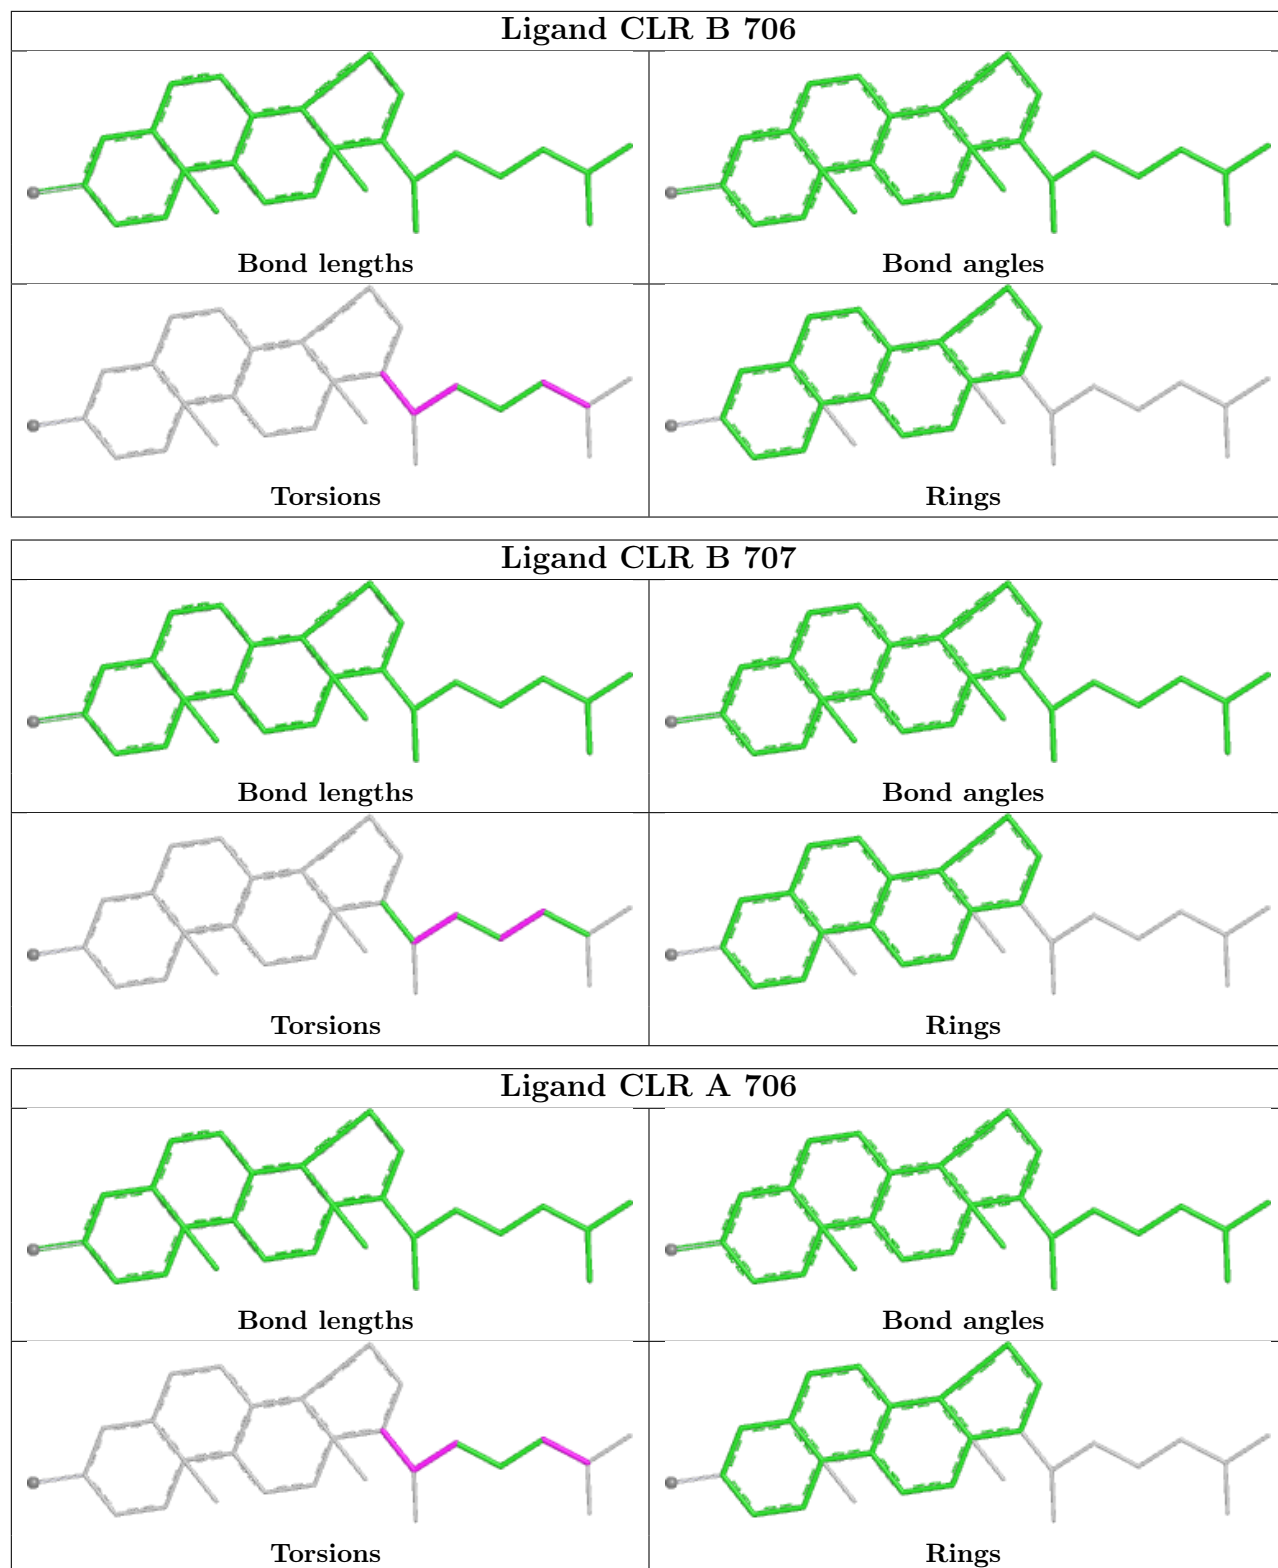 Ligand CLR B 706
Bond lengths
Bond angles
Torsions
Rings
Ligand CLR B 707
Bond lengths
Bond angles
Torsions
Rings
Ligand CLR A 706
Bond lengths
Bond angles
Torsions
Rings